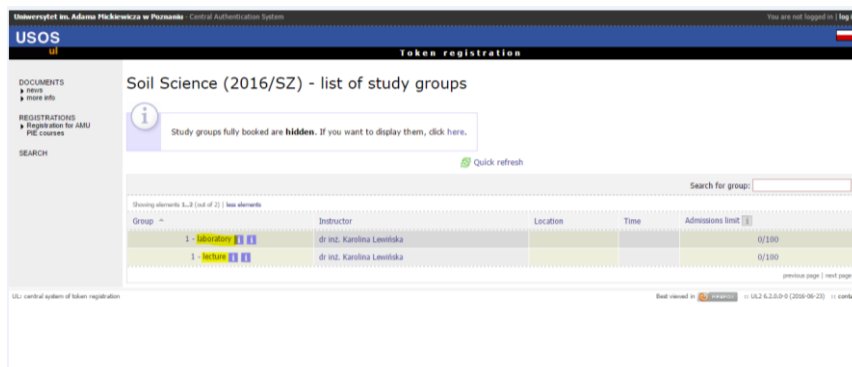 Uniwersytet im. Adama Mickiewicza w Poznaniu - Central Authentication System
You are not logged in | log
USOS
ul
Token registration
DOCUMENTS
news
more info
REGISTRATIONS
Registration for AMU
PIE courses
SEARCH
Soil Science (2016/SZ) - list of study groups
i
Study groups fully booked are hidden. If you want to display them, click here.
Quick refresh
Search for group:
Showing elements 1..2 (out of 2) | less elements
Group Instructor Location Time Admissions limit i
1 - laboratory i i dr inż. Karolina Lewińska 0/100
1 - lecture i i dr inż. Karolina Lewińska 0/100
previous page | next page
UL: central system of token registration
Best viewed in :: UL2 6.2.0.0-0 (2016-06-23) :: conta